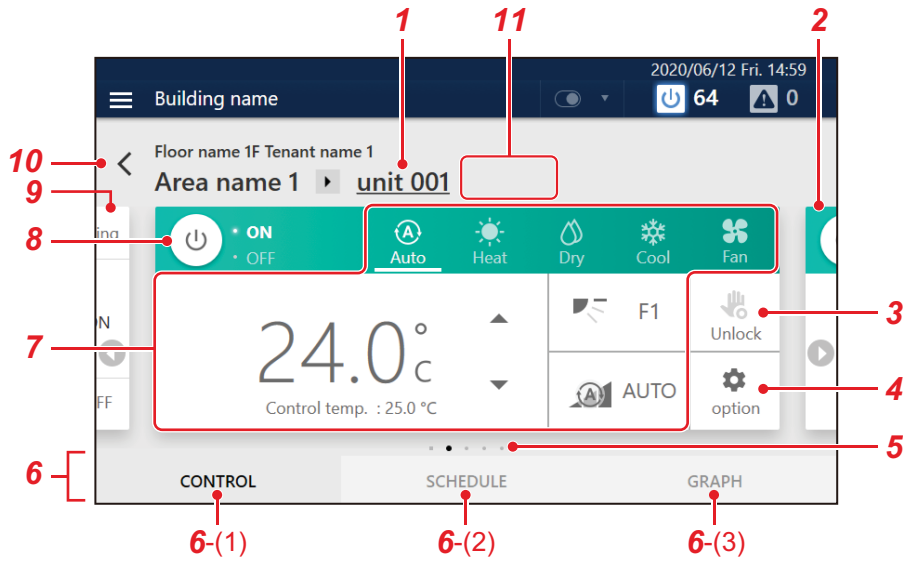 1 11 2
2020/06/12 Fri. 14:59
Building name 64 0
10 Floor name 1F Tenant name 1
Area name 1 unit 001
9
ing
8 ON
OFF
A Auto Heat Dry Cool Fan
ON
7 24.0°C
Control temp. : 25.0 °C
F1
Unlock 3
A AUTO
option 4
FF
5
6
CONTROL SCHEDULE GRAPH
6-(1) 6-(2) 6-(3)